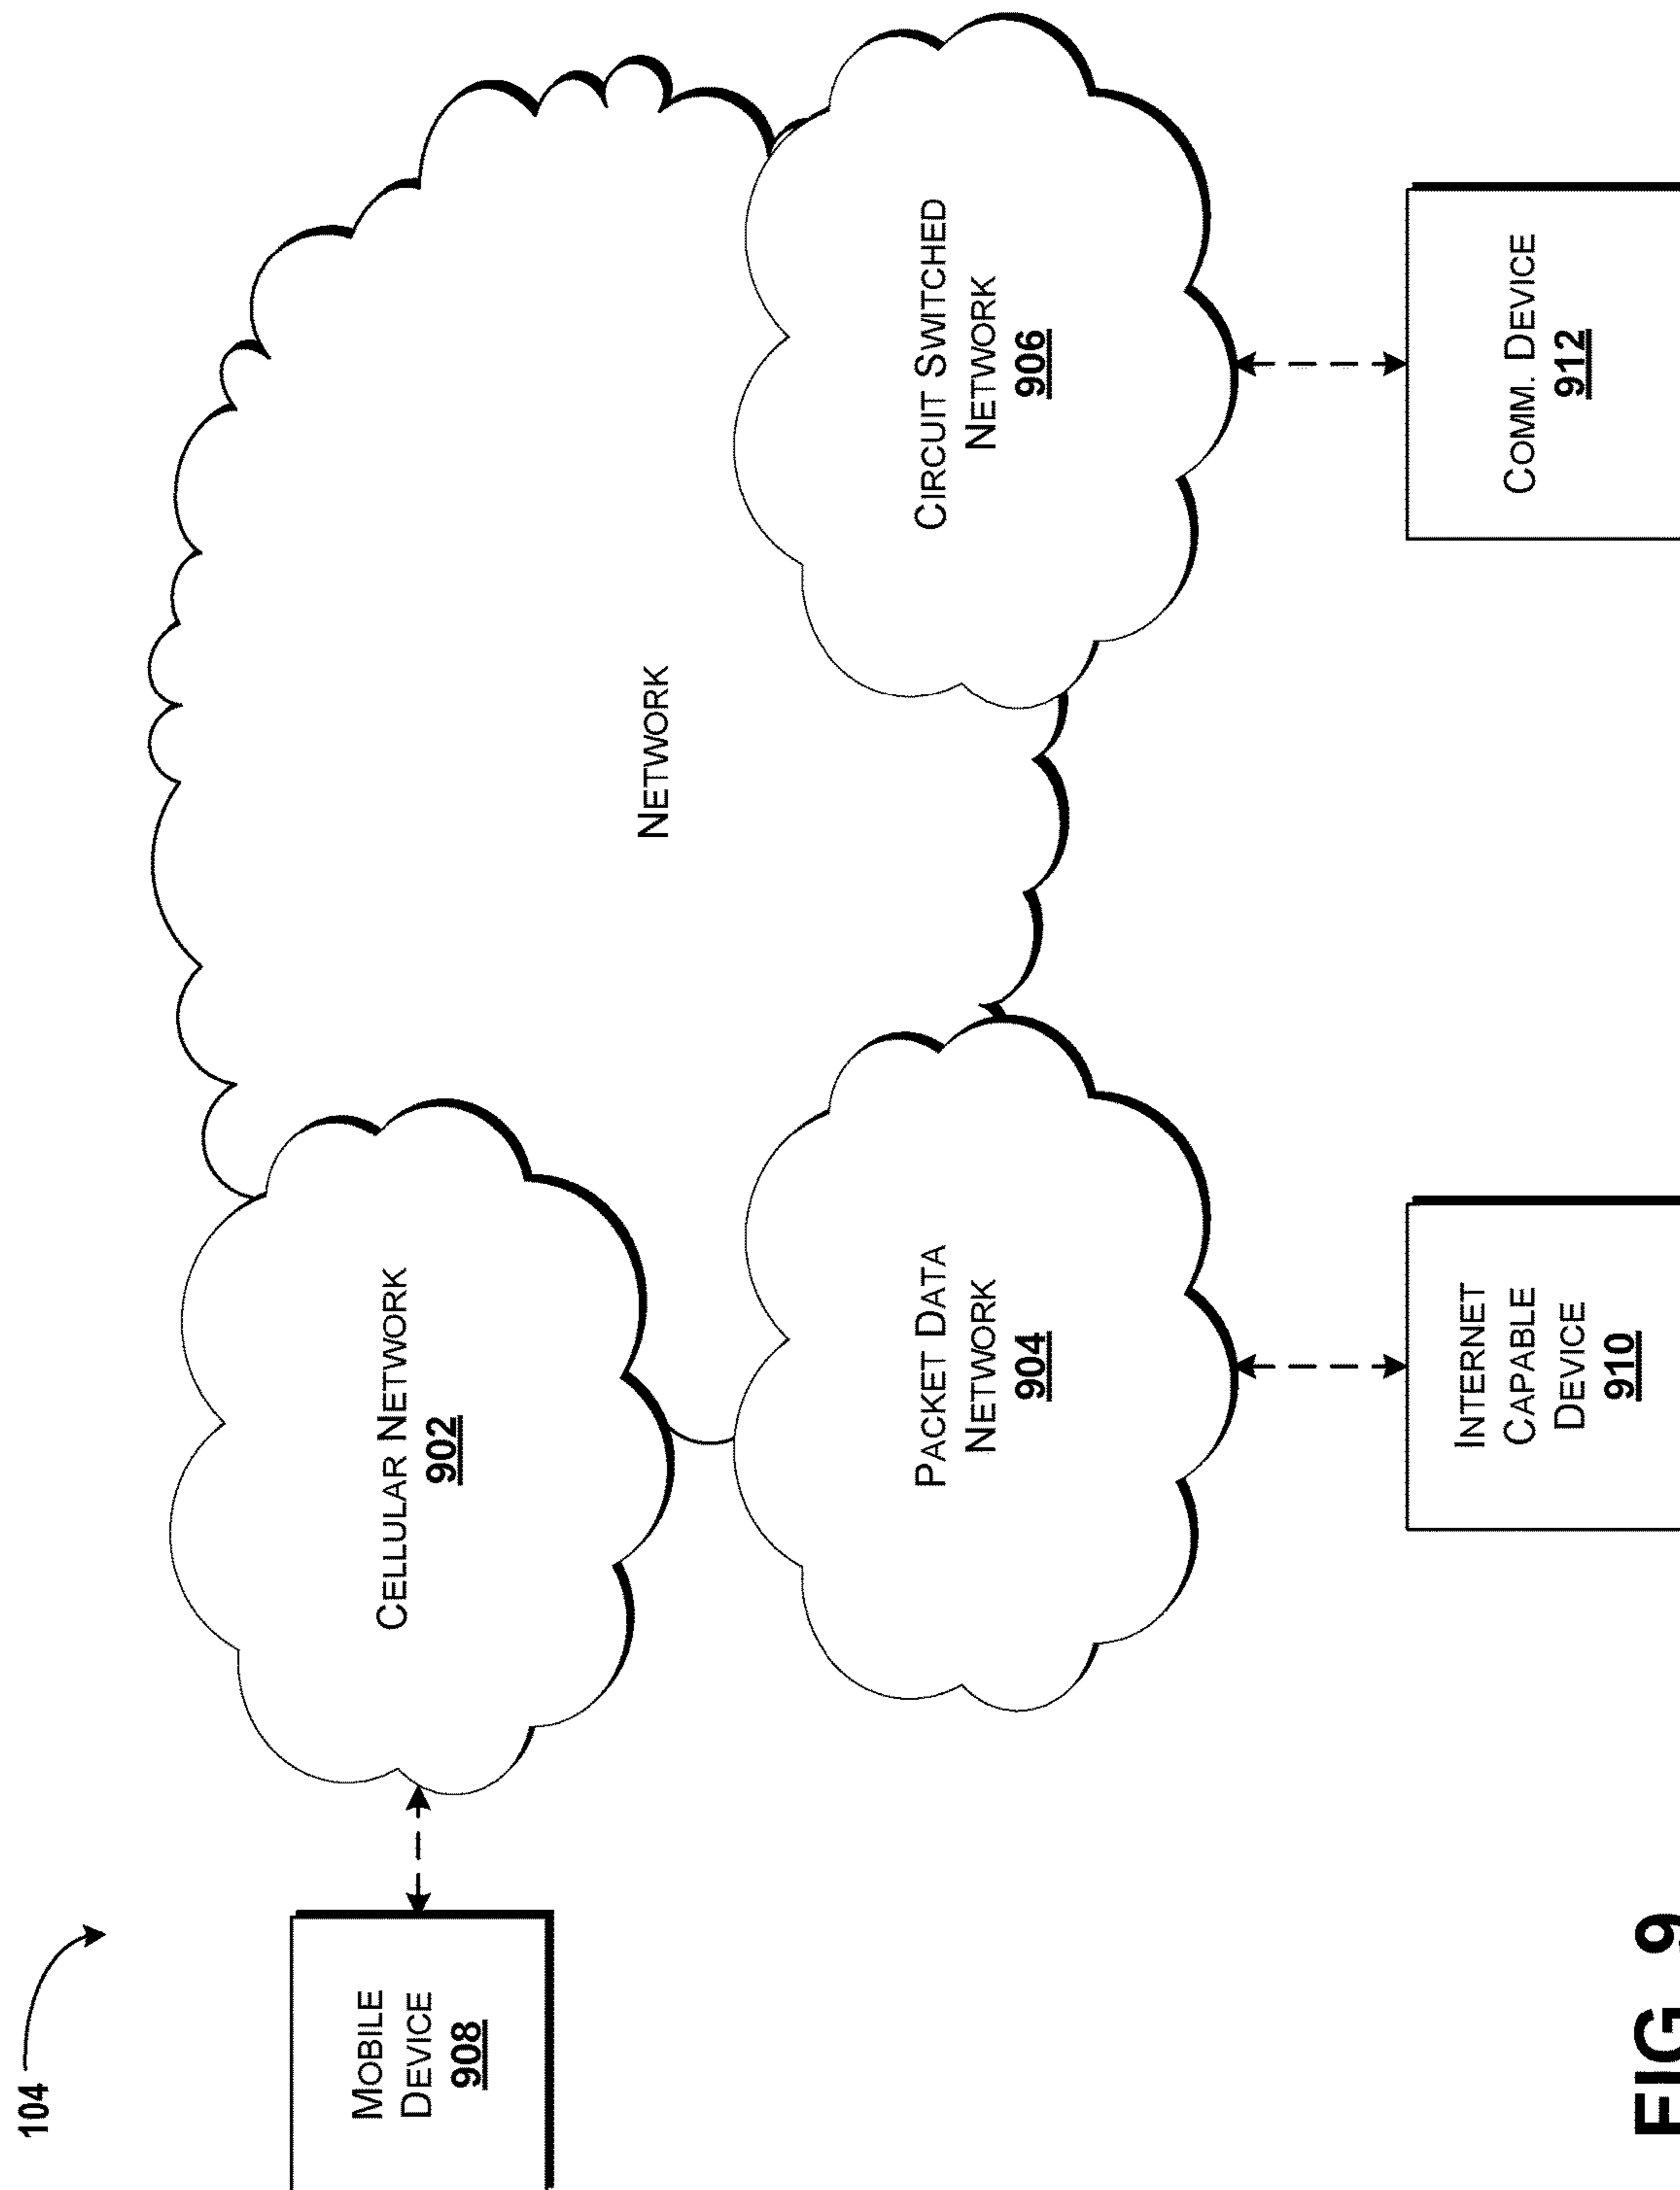 104
MOBILE
DEVICE
908
CELLULAR NETWORK
902
NETWORK
PACKET DATA
NETWORK
904
CIRCUIT SWITCHED
NETWORK
906
INTERNET
CAPABLE
DEVICE
910
COMM. DEVICE
912
FIG. 9